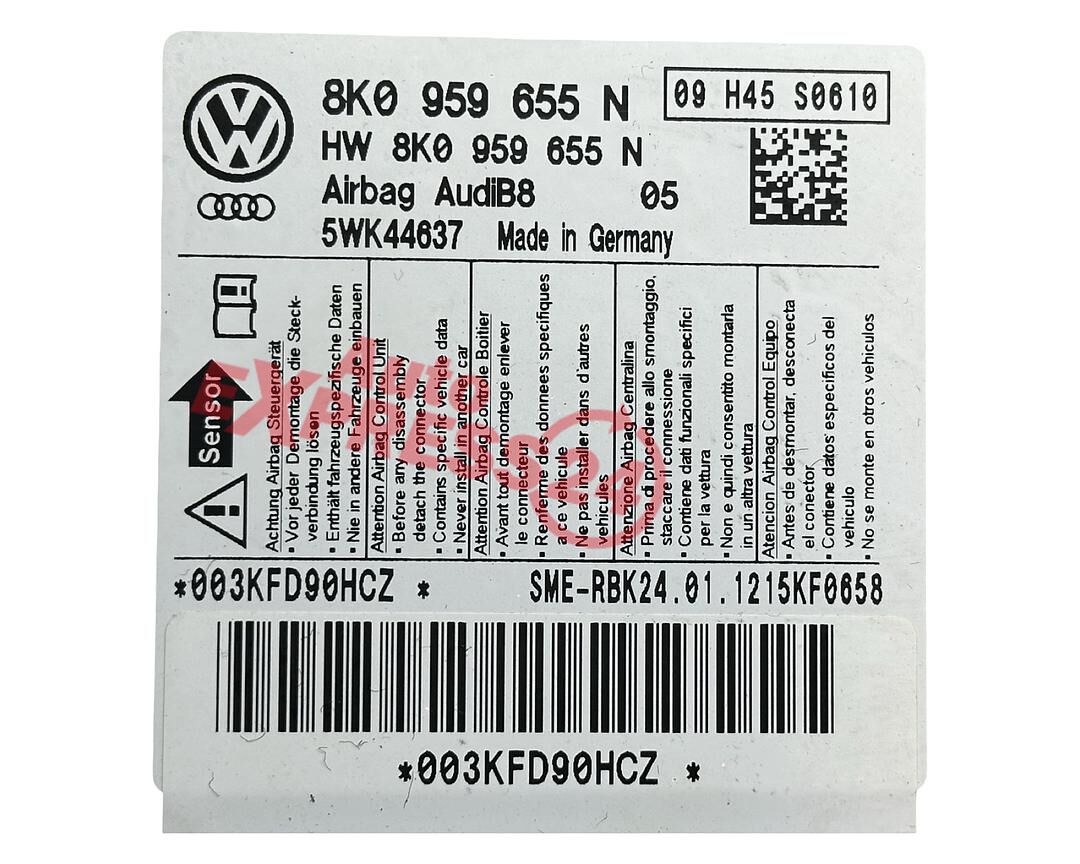 8K0 959 655 N
09 H45 S0610
HW 8K0 959 655 N
Airbag AudiB8 05
5WK44637 Made in Germany
Sensor
Achtung Airbag Steuergerät
▪ Vor jeder Demontage die Steck-
verbindung lösen
▪ Enthält fahrzeugspezifische Daten
▪ Nie in andere Fahrzeuge einbauen
Attention Airbag Control Unit
▪ Before any disassembly
detach the connector
▪ Contains specific vehicle data
▪ Never install in another car
Attention Airbag Controle Boitier
▪ Avant tout demontage enlever
le connecteur
▪ Renferme des donnees specifiques
a ce vehicule
▪ Ne pas installer dans d'autres
vehicules
Attenzione Airbag Centralina
▪ Prima di procedere allo smontaggio,
staccare il connessione
▪ Contiene dati funzionali specifici
per la vettura
▪ Non e quindi consentito montarla
in un altra vettura
Atencion Airbag Control Equipo
▪ Antes de desmontar, desconecta
el conector
▪ Contiene datos especificos del
vehiculo
▪ No se monte en otros vehiculos
Auto
EXPRESS24
*003KFD90HCZ *
SME-RBK24.01.1215KF0658
*003KFD90HCZ *